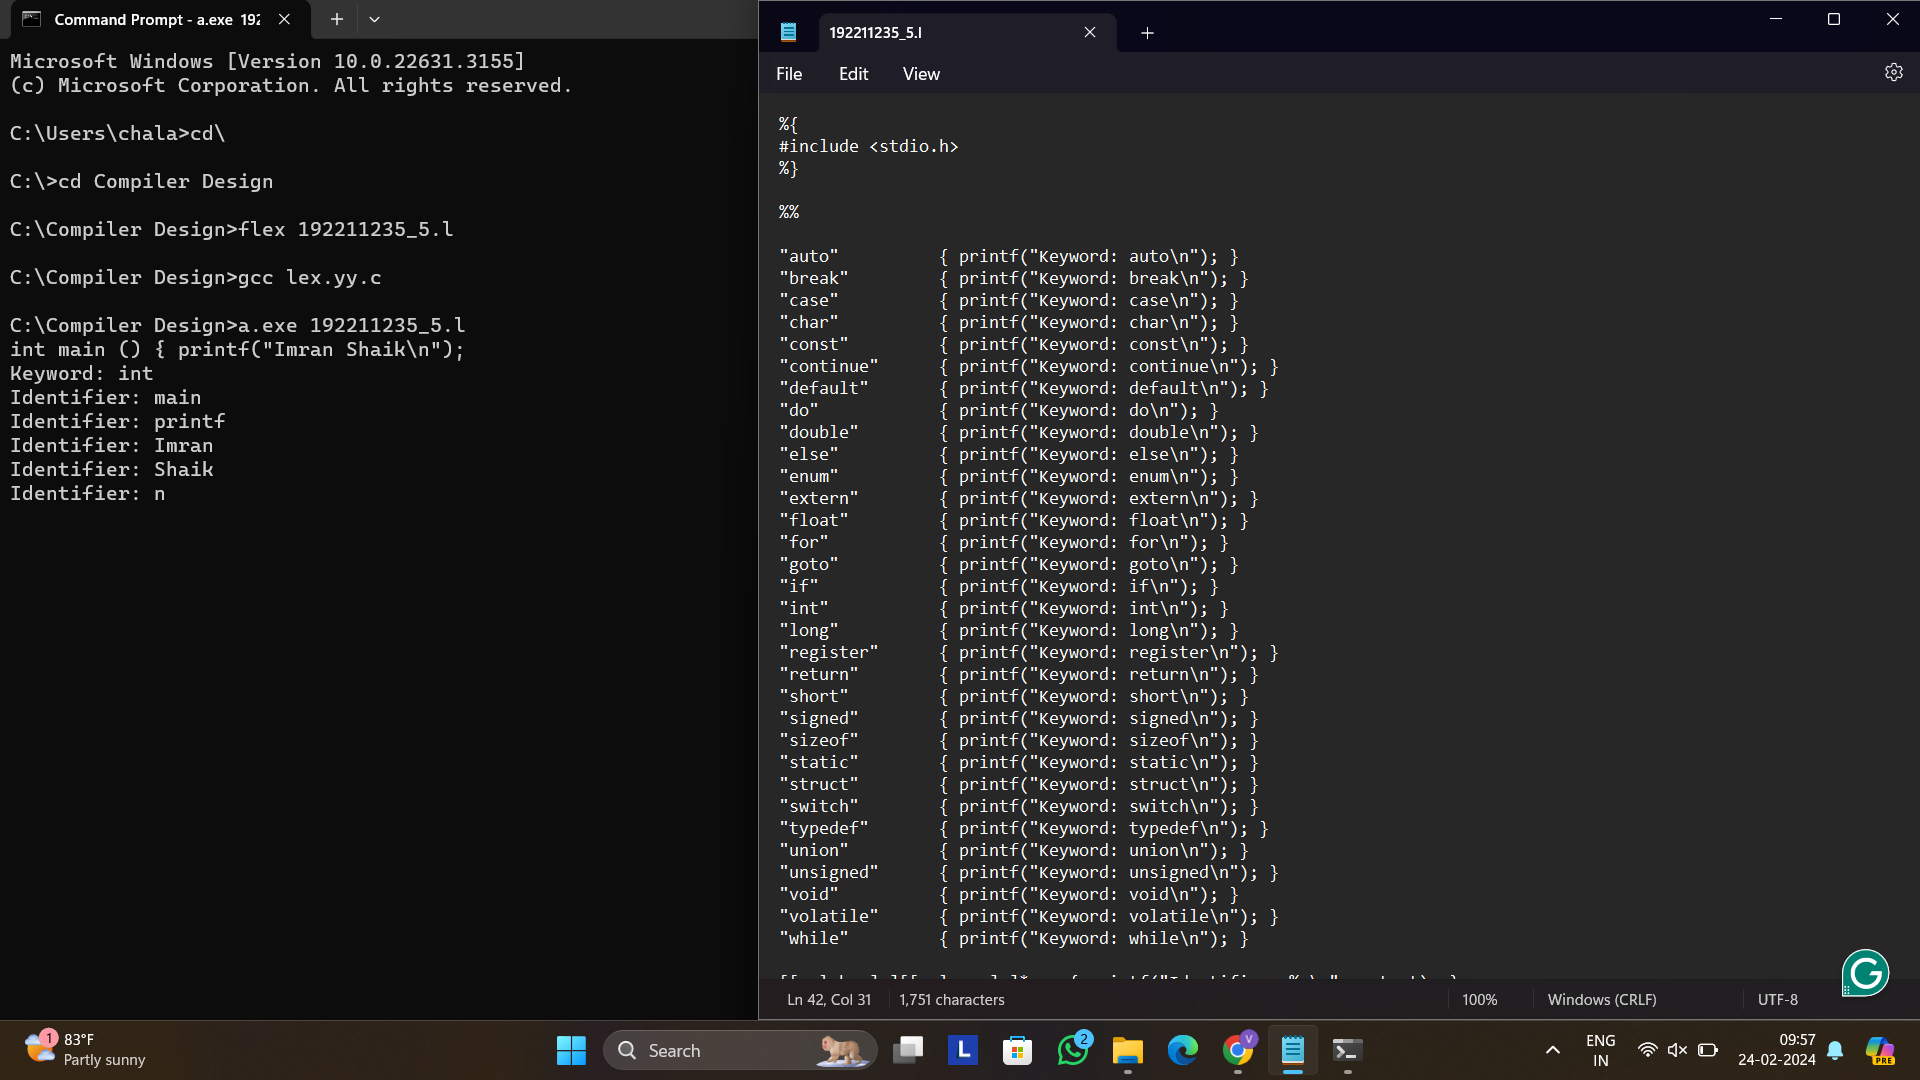 Command Prompt - a.exe 192
Microsoft Windows [Version 10.0.22631.3155]
(c) Microsoft Corporation. All rights reserved.
C:\Users\chala>cd\
C:\>cd Compiler Design
C:\Compiler Design>flex 192211235_5.l
C:\Compiler Design>gcc lex.yy.c
C:\Compiler Design>a.exe 192211235_5.l
int main () { printf("Imran Shaik\n");
Keyword: int
Identifier: main
Identifier: printf
Identifier: Imran
Identifier: Shaik
Identifier: n
192211235_5.l
File Edit View
%{
#include <stdio.h>
%}
%%
"auto" { printf("Keyword: auto\n"); }
"break" { printf("Keyword: break\n"); }
"case" { printf("Keyword: case\n"); }
"char" { printf("Keyword: char\n"); }
"const" { printf("Keyword: const\n"); }
"continue" { printf("Keyword: continue\n"); }
"default" { printf("Keyword: default\n"); }
"do" { printf("Keyword: do\n"); }
"double" { printf("Keyword: double\n"); }
"else" { printf("Keyword: else\n"); }
"enum" { printf("Keyword: enum\n"); }
"extern" { printf("Keyword: extern\n"); }
"float" { printf("Keyword: float\n"); }
"for" { printf("Keyword: for\n"); }
"goto" { printf("Keyword: goto\n"); }
"if" { printf("Keyword: if\n"); }
"int" { printf("Keyword: int\n"); }
"long" { printf("Keyword: long\n"); }
"register" { printf("Keyword: register\n"); }
"return" { printf("Keyword: return\n"); }
"short" { printf("Keyword: short\n"); }
"signed" { printf("Keyword: signed\n"); }
"sizeof" { printf("Keyword: sizeof\n"); }
"static" { printf("Keyword: static\n"); }
"struct" { printf("Keyword: struct\n"); }
"switch" { printf("Keyword: switch\n"); }
"typedef" { printf("Keyword: typedef\n"); }
"union" { printf("Keyword: union\n"); }
"unsigned" { printf("Keyword: unsigned\n"); }
"void" { printf("Keyword: void\n"); }
"volatile" { printf("Keyword: volatile\n"); }
"while" { printf("Keyword: while\n"); }
Ln 42, Col 31 1,751 characters 100% Windows (CRLF) UTF-8
1
83°F
Partly sunny
Search
L
2
V
ENG
IN
09:57
24-02-2024
PRE